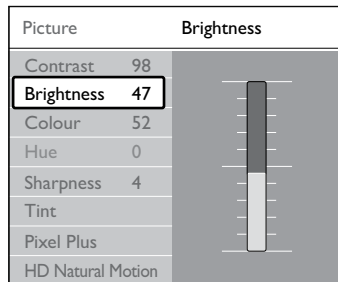 Picture Brightness
Contrast 98
Brightness 47
Colour 52
Hue 0
Sharpness 4
Tint
Pixel Plus
HD Natural Motion